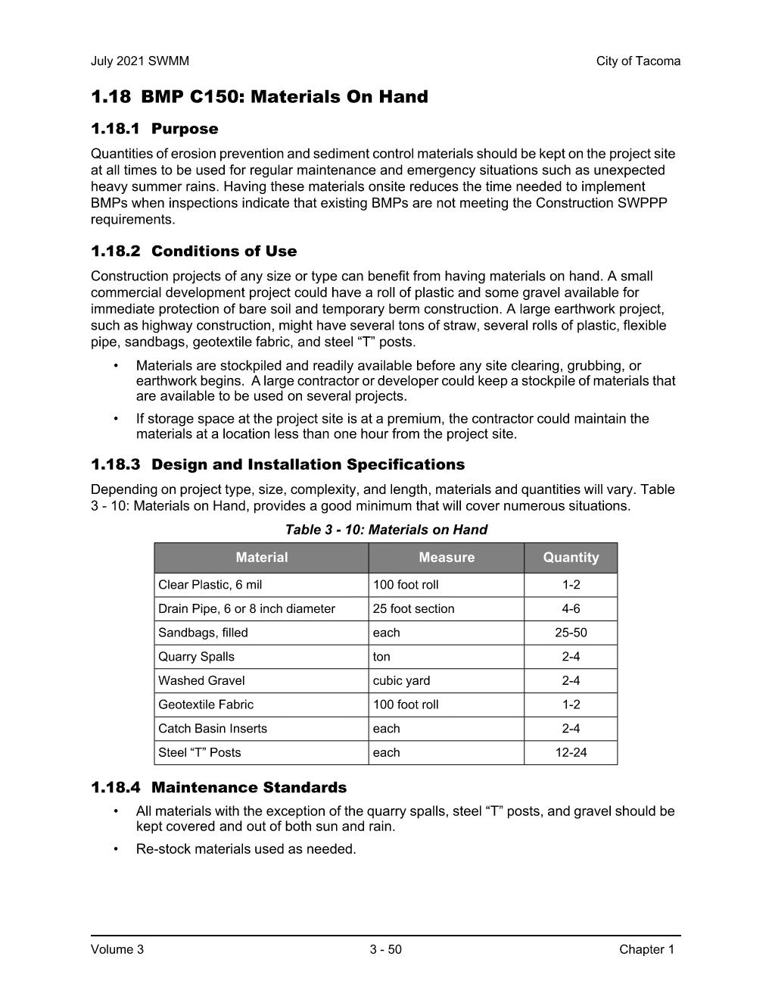 July 2021 SWMM City of Tacoma
1.18 BMP C150: Materials On Hand
1.18.1 Purpose
Quantities of erosion prevention and sediment control materials should be kept on the project site
at all times to be used for regular maintenance and emergency situations such as unexpected
heavy summer rains. Having these materials onsite reduces the time needed to implement
BMPs when inspections indicate that existing BMPs are not meeting the Construction SWPPP
requirements.
1.18.2 Conditions of Use
Construction projects of any size or type can benefit from having materials on hand. A small
commercial development project could have a roll of plastic and some gravel available for
immediate protection of bare soil and temporary berm construction. A large earthwork project,
such as highway construction, might have several tons of straw, several rolls of plastic, flexible
pipe, sandbags, geotextile fabric, and steel “T” posts.
• Materials are stockpiled and readily available before any site clearing, grubbing, or
earthwork begins. A large contractor or developer could keep a stockpile of materials that
are available to be used on several projects.
• If storage space at the project site is at a premium, the contractor could maintain the
materials at a location less than one hour from the project site.
1.18.3 Design and Installation Specifications
Depending on project type, size, complexity, and length, materials and quantities will vary. Table
3 - 10: Materials on Hand, provides a good minimum that will cover numerous situations.
Table 3 - 10: Materials on Hand
Material Measure Quantity
Clear Plastic, 6 mil 100 foot roll 1-2
Drain Pipe, 6 or 8 inch diameter 25 foot section 4-6
Sandbags, filled each 25-50
Quarry Spalls ton 2-4
Washed Gravel cubic yard 2-4
Geotextile Fabric 100 foot roll 1-2
Catch Basin Inserts each 2-4
Steel “T” Posts each 12-24
1.18.4 Maintenance Standards
• All materials with the exception of the quarry spalls, steel “T” posts, and gravel should be
kept covered and out of both sun and rain.
• Re-stock materials used as needed.
Volume 3 3 - 50 Chapter 1